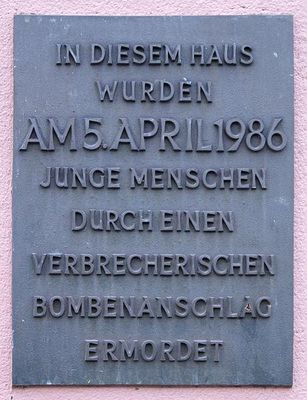 IN DIESEM HAUS
WURDEN
AM 5. APRIL 1986
JUNGE MENSCHEN
DURCH EINEN
VERBRECHERISCHEN
BOMBENANSCHLAG
ERMORDET